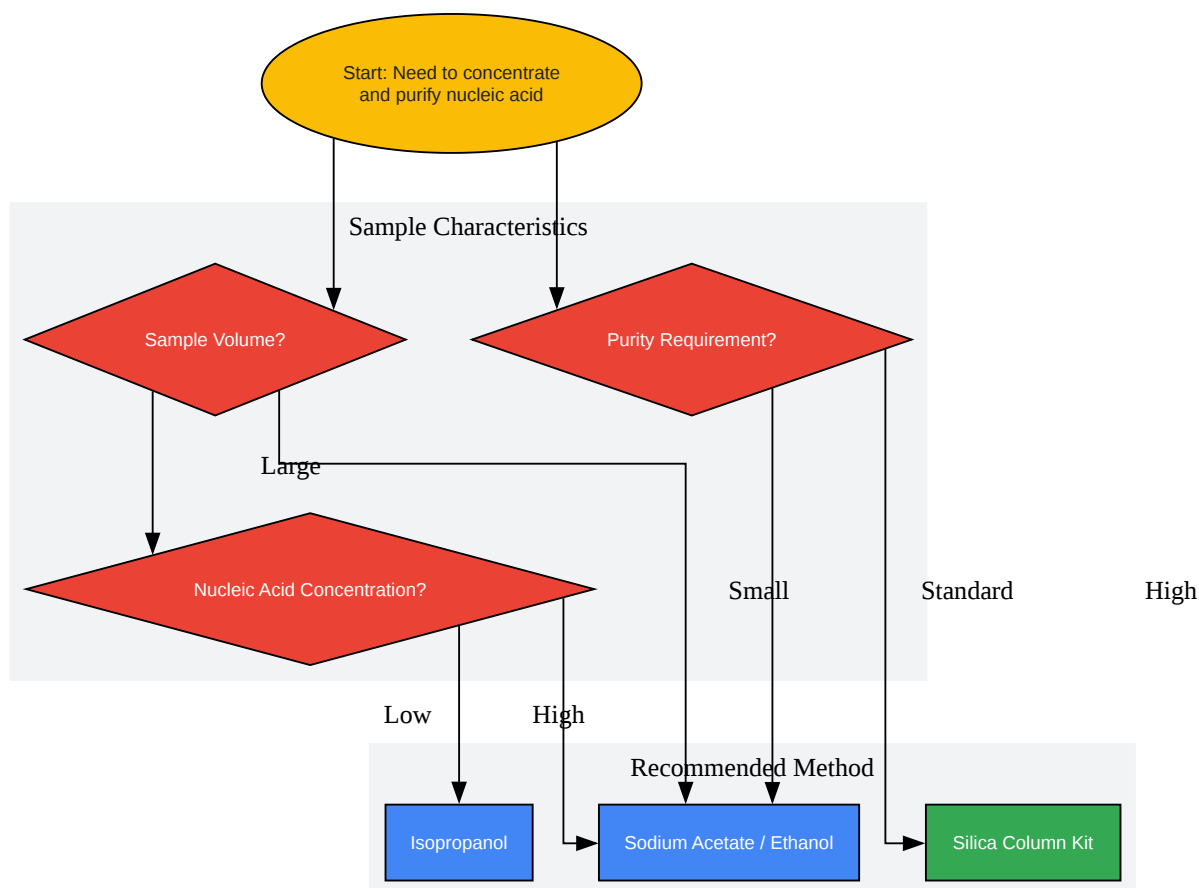 Start: Need to concentrate
and purify nucleic acid
Sample Characteristics
Sample Volume?
Purity Requirement?
Large
Nucleic Acid Concentration?
Small
Standard
High
Low
High
Recommended Method
Isopropanol
Sodium Acetate / Ethanol
Silica Column Kit